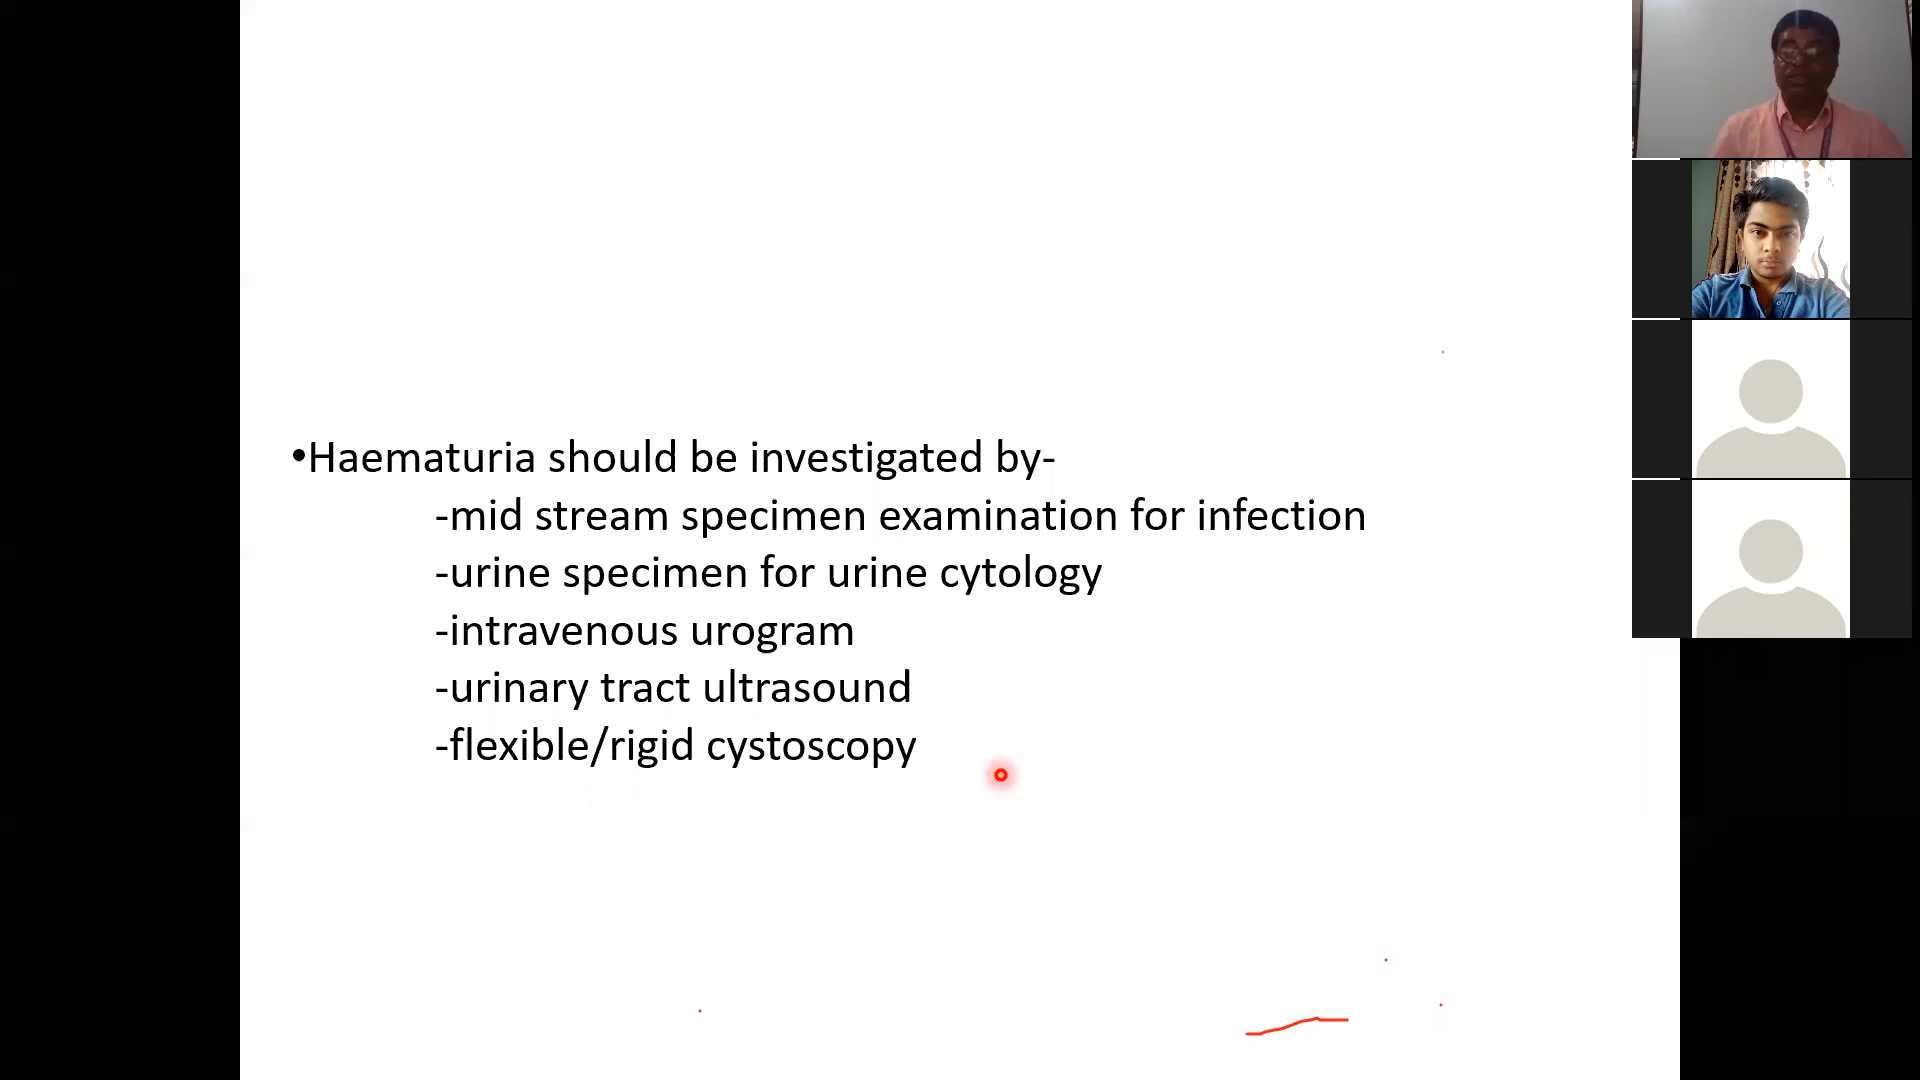 •Haematuria should be investigated by-
-mid stream specimen examination for infection
-urine specimen for urine cytology
-intravenous urogram
-urinary tract ultrasound
-flexible/rigid cystoscopy